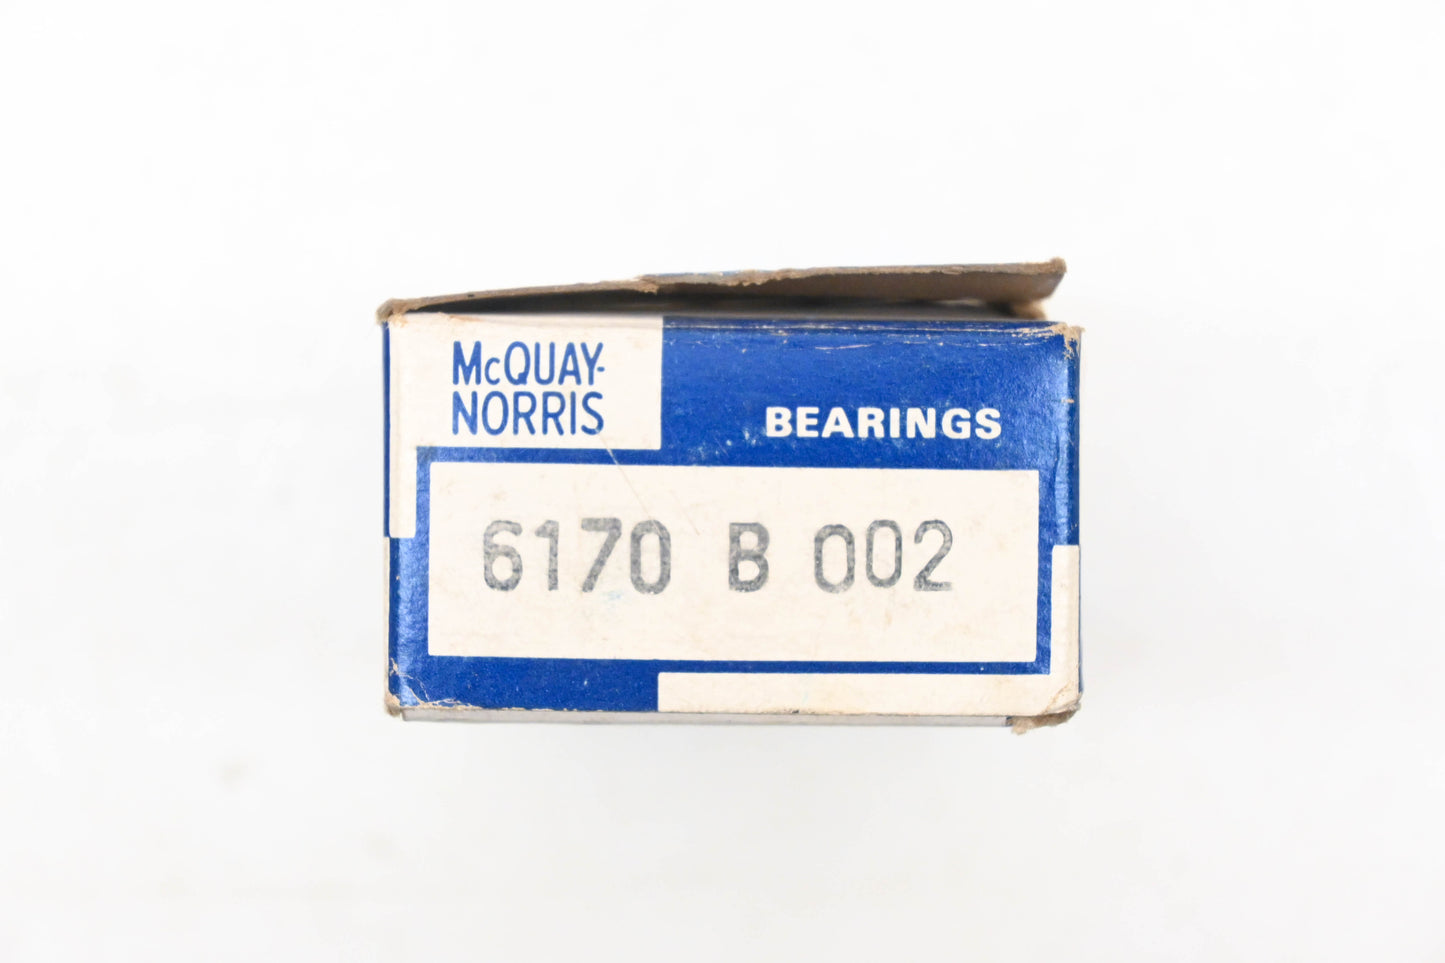 McQUAY-
NORRIS
BEARINGS
6170 B 002